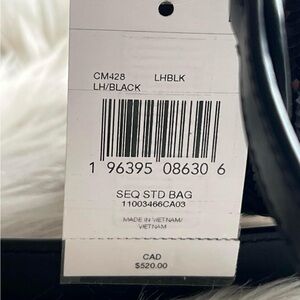 CM428 LHBLK
LH/BLACK
1 96395 08630 6
SEQ STD BAG
11003466CA03
MADE IN VIETNAM/
VIETNAM
CAD
$520.00